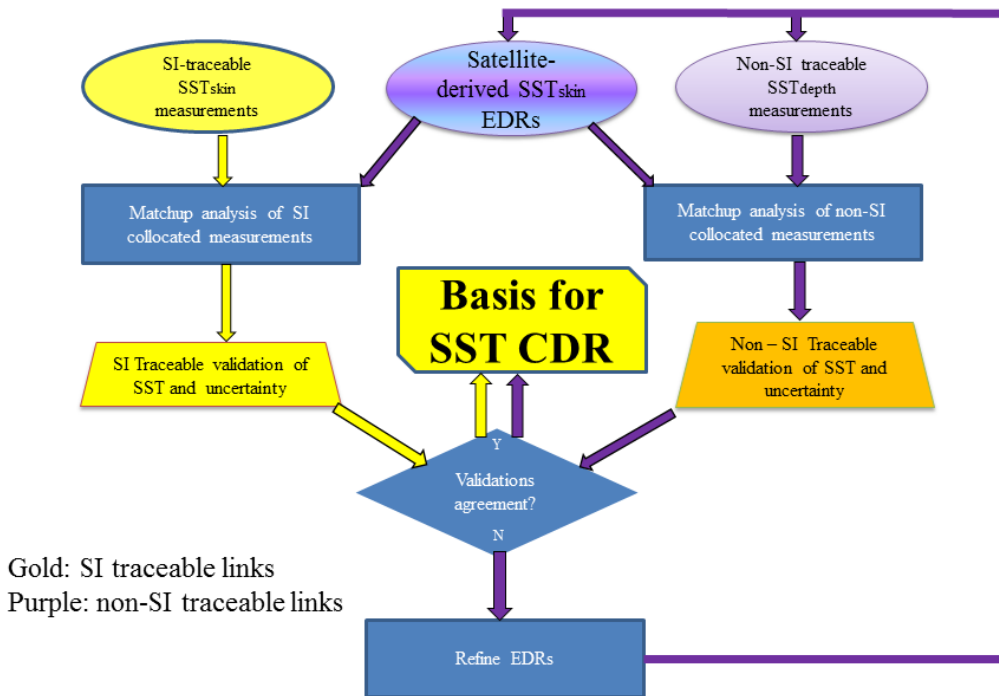 SI-traceable
SSTskin
measurements
Satellite-
derived SSTskin
EDRs
Non-SI traceable
SSTdepth
measurements
Matchup analysis of SI
collocated measurements
Matchup analysis of non-SI
collocated measurements
Basis for
SST CDR
SI Traceable validation of
SST and uncertainty
Non – SI Traceable
validation of SST and
uncertainty
Y
Validations
agreement?
N
Gold: SI traceable links
Purple: non-SI traceable links
Refine EDRs